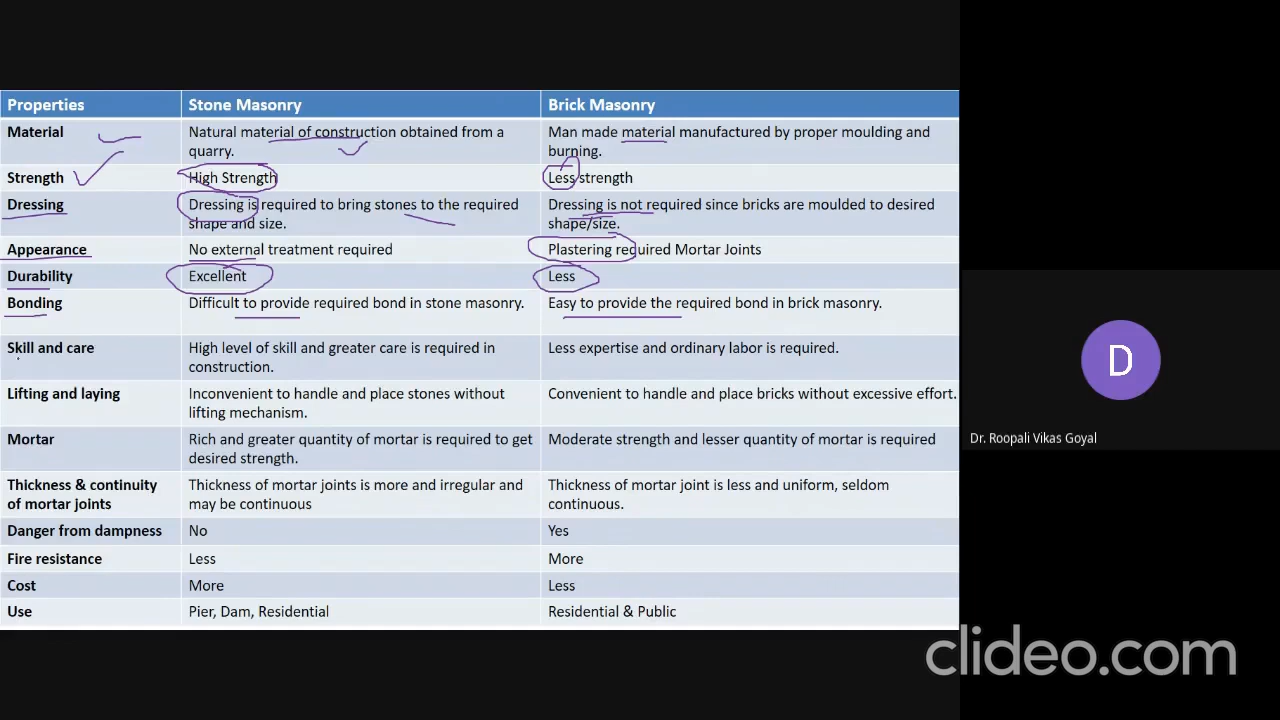 Properties Stone Masonry Brick Masonry
Material Natural material of construction obtained from a Man made material manufactured by proper moulding and
quarry. burning.
Strength High Strength Less strength
Dressing Dressing is required to bring stones to the required Dressing is not required since bricks are moulded to desired
shape and size. shape/size.
Appearance No external treatment required Plastering required Mortar Joints
Durability Excellent Less
Bonding Difficult to provide required bond in stone masonry. Easy to provide the required bond in brick masonry.
Skill and care High level of skill and greater care is required in Less expertise and ordinary labor is required.
construction.
Lifting and laying Inconvenient to handle and place stones without Convenient to handle and place bricks without excessive effort.
lifting mechanism.
Mortar Rich and greater quantity of mortar is required to get Moderate strength and lesser quantity of mortar is required
desired strength.
Thickness & continuity Thickness of mortar joints is more and irregular and Thickness of mortar joint is less and uniform, seldom
of mortar joints may be continuous continuous.
Danger from dampness No Yes
Fire resistance Less More
Cost More Less
Use Pier, Dam, Residential Residential & Public
D
Dr. Roopali Vikas Goyal
clideo.com